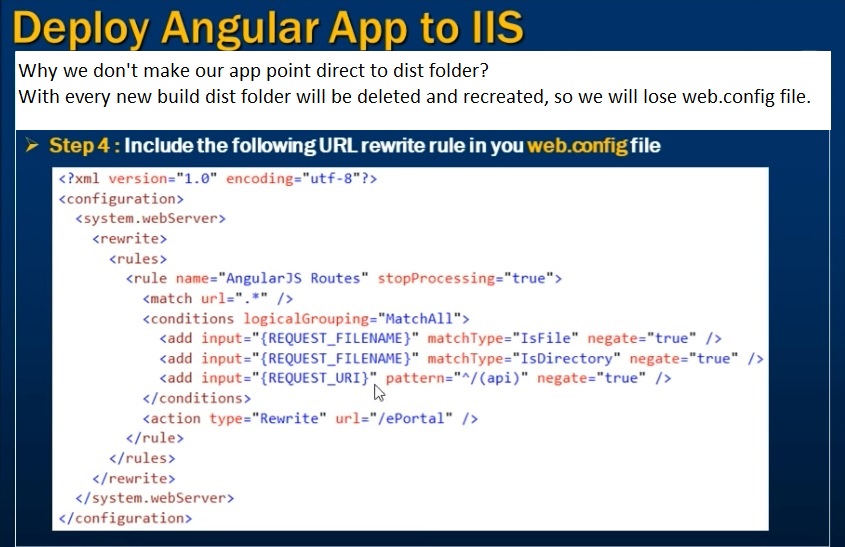 Deploy Angular App to IIS
Why we don't make our app point direct to dist folder?
With every new build dist folder will be deleted and recreated, so we will lose web.config file.
➤ Step 4 : Include the following URL rewrite rule in you web.config file
<?xml version="1.0" encoding="utf-8"?>
<configuration>
  <system.webServer>
    <rewrite>
      <rules>
        <rule name="AngularJS Routes" stopProcessing="true">
          <match url=".*" />
          <conditions logicalGrouping="MatchAll">
            <add input="{REQUEST_FILENAME}" matchType="IsFile" negate="true" />
            <add input="{REQUEST_FILENAME}" matchType="IsDirectory" negate="true" />
            <add input="{REQUEST_URI}" pattern="^/(api)" negate="true" />
          </conditions>
          <action type="Rewrite" url="/ePortal" />
        </rule>
      </rules>
    </rewrite>
  </system.webServer>
</configuration>